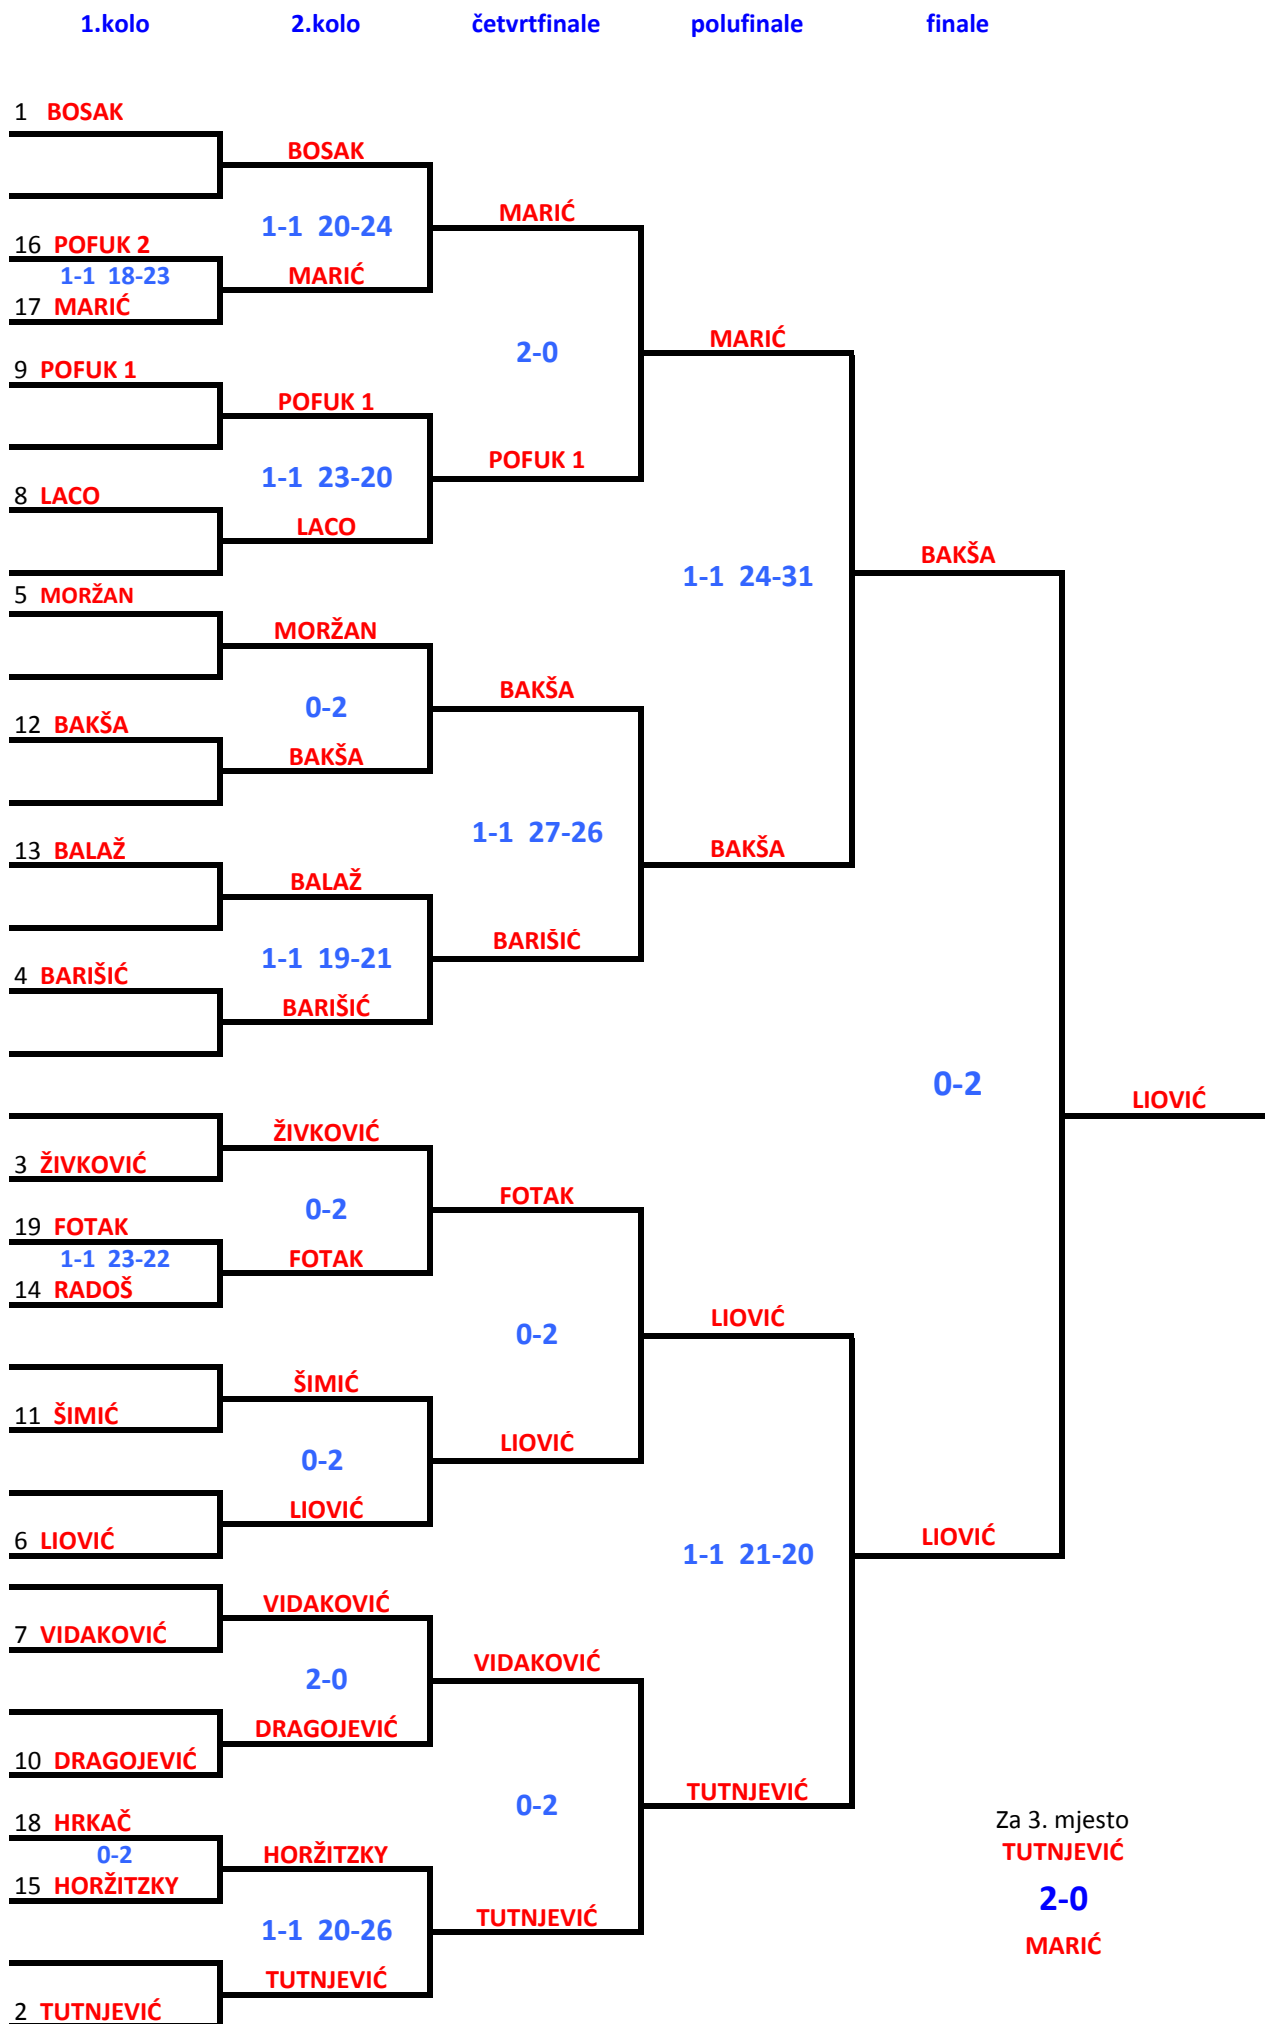 1.kolo 2.kolo četvrtfinale polufinale finale
1 BOSAK
BOSAK
MARIĆ
1-1 20-24
16 POFUK 2
1-1 18-23 MARIĆ
17 MARIĆ
MARIĆ
2-0
9 POFUK 1
POFUK 1
POFUK 1
1-1 23-20
8 LACO
LACO
BAKŠA
1-1 24-31
5 MORŽAN
MORŽAN
BAKŠA
0-2
12 BAKŠA
BAKŠA
1-1 27-26
13 BALAŽ
BAKŠA
BALAŽ
BARIŠIĆ
1-1 19-21
4 BARIŠIĆ
BARIŠIĆ
0-2
LIOVIĆ
ŽIVKOVIĆ
3 ŽIVKOVIĆ
FOTAK
0-2
19 FOTAK
1-1 23-22 FOTAK
14 RADOŠ
LIOVIĆ
0-2
ŠIMIĆ
11 ŠIMIĆ
LIOVIĆ
0-2
LIOVIĆ
6 LIOVIĆ
LIOVIĆ
1-1 21-20
VIDAKOVIĆ
7 VIDAKOVIĆ
VIDAKOVIĆ
2-0
DRAGOJEVIĆ
10 DRAGOJEVIĆ
TUTNJEVIĆ
0-2
18 HRKAČ
Za 3. mjesto
0-2 HORŽITZKY
TUTNJEVIĆ
15 HORŽITZKY
2-0
TUTNJEVIĆ
1-1 20-26
MARIĆ
TUTNJEVIĆ
2 TUTNJEVIĆ